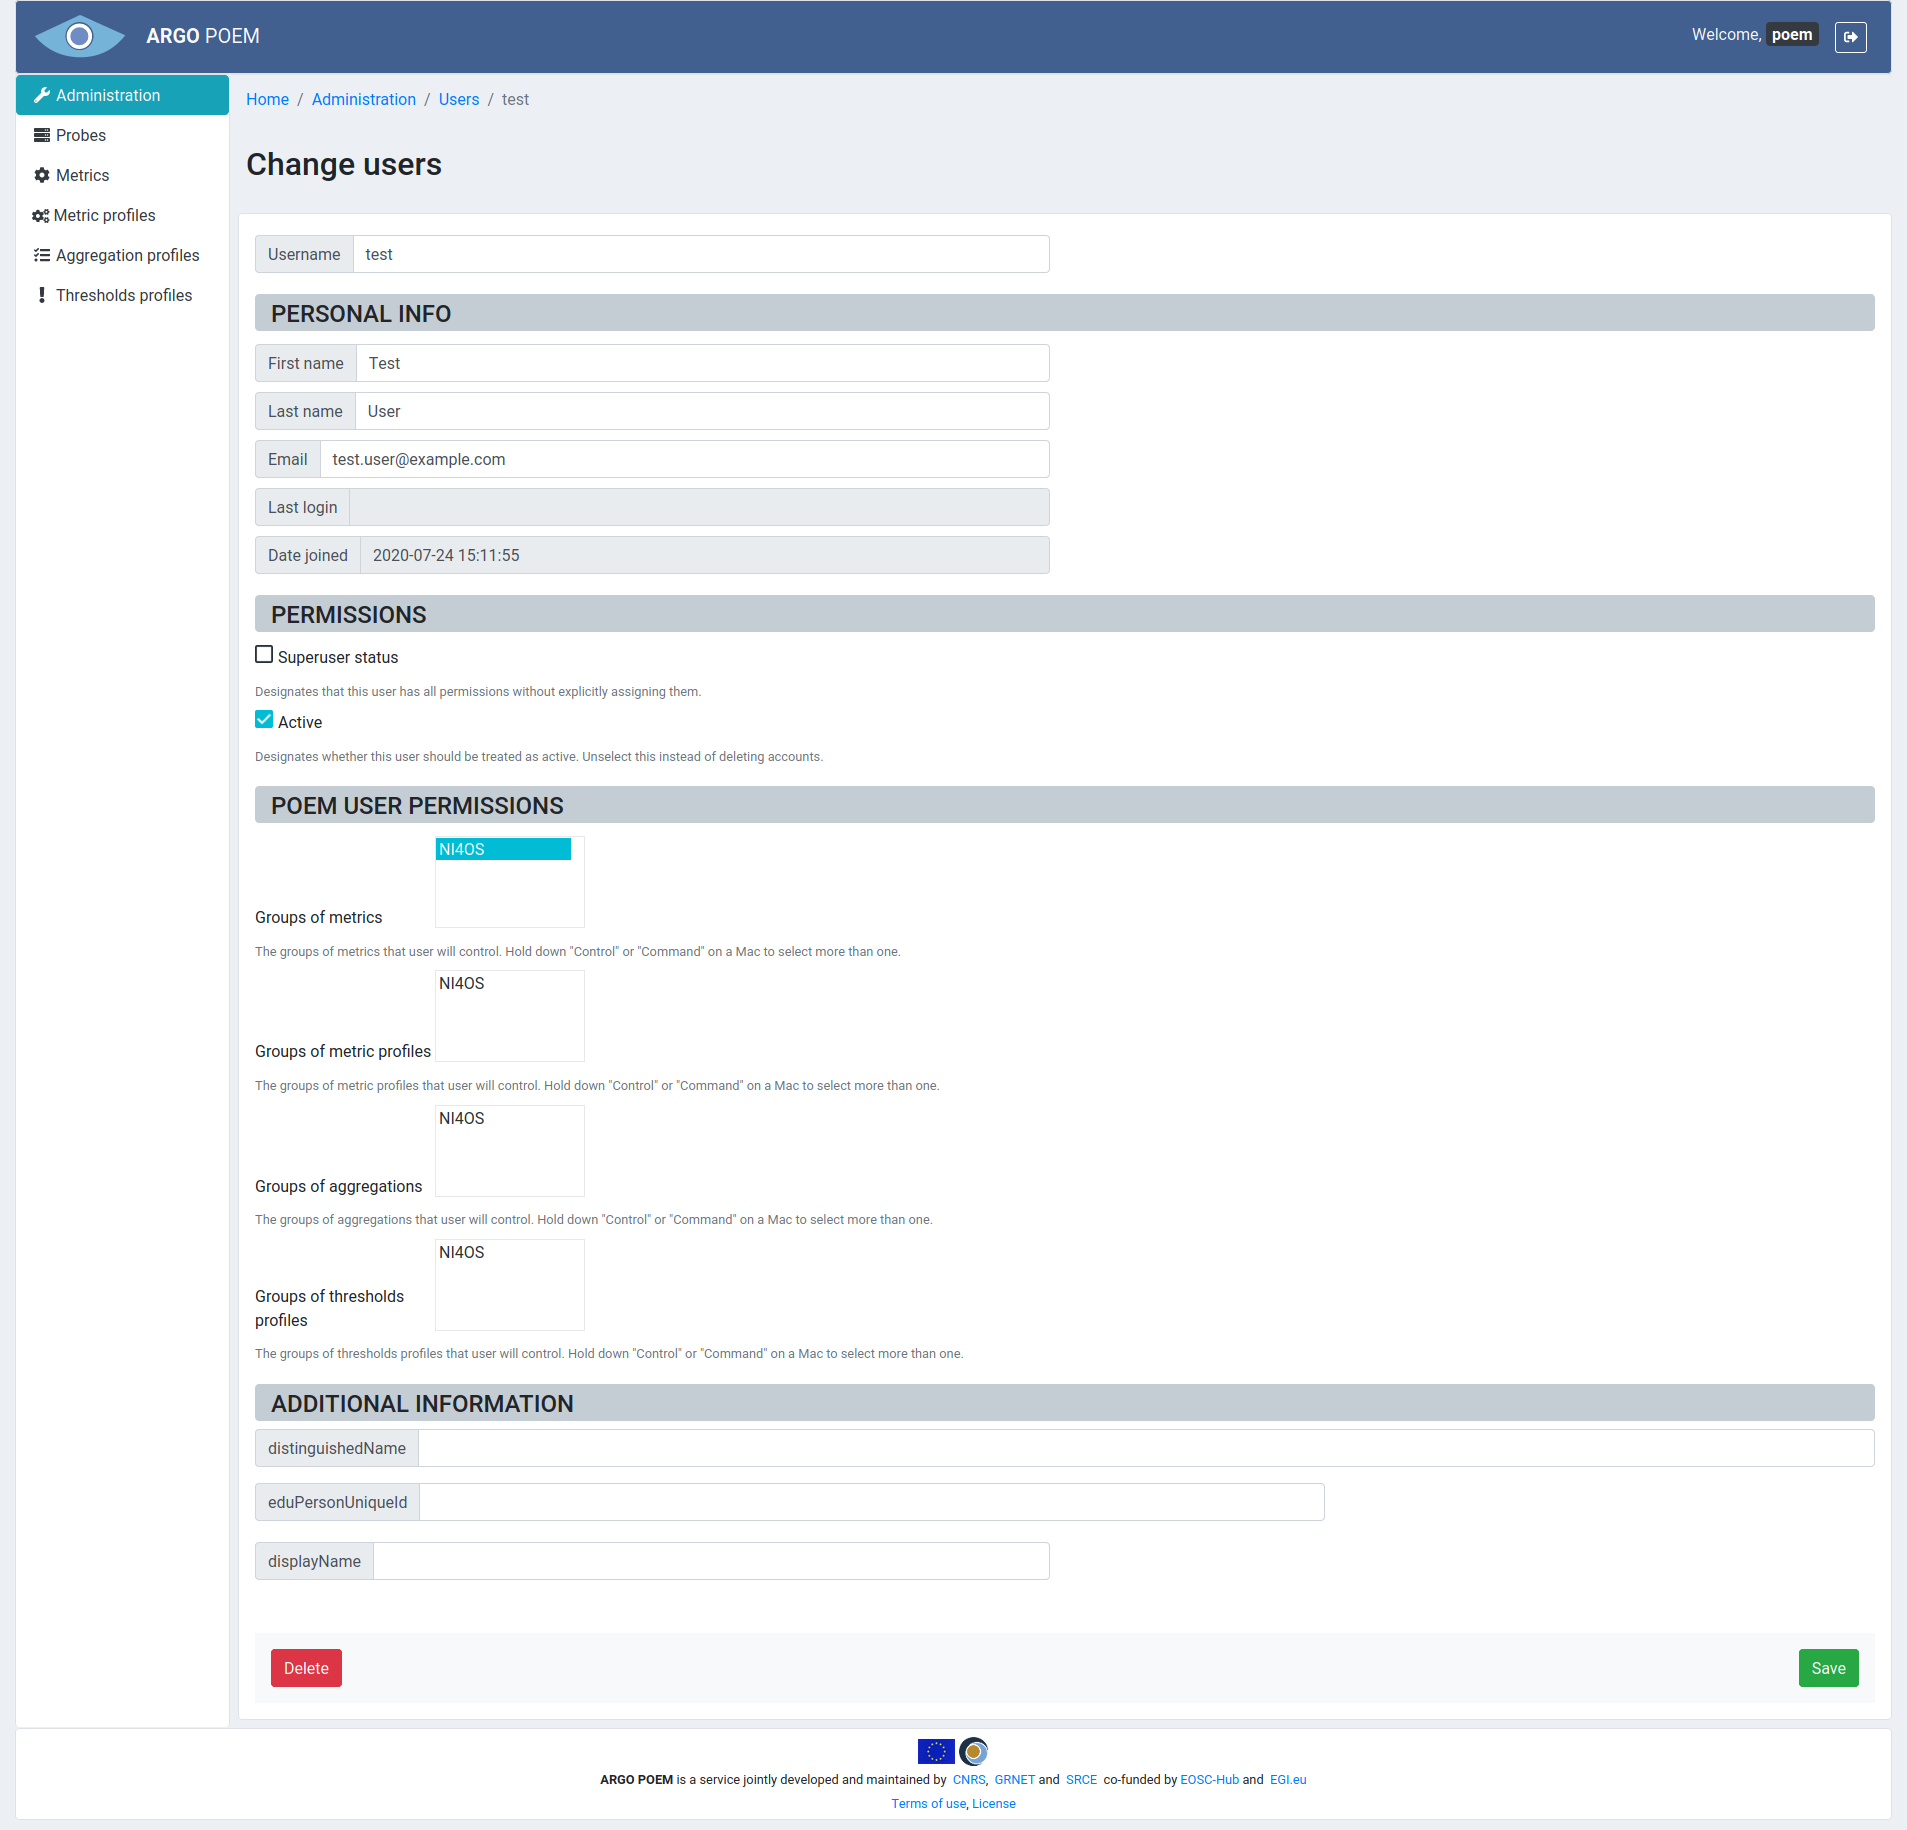 ARGO POEM
Welcome, poem
Administration
Probes
Metrics
Metric profiles
Aggregation profiles
Thresholds profiles
Home / Administration / Users / test
Change users
Username test
PERSONAL INFO
First name Test
Last name User
Email test.user@example.com
Last login
Date joined 2020-07-24 15:11:55
PERMISSIONS
Superuser status
Designates that this user has all permissions without explicitly assigning them.
Active
Designates whether this user should be treated as active. Unselect this instead of deleting accounts.
POEM USER PERMISSIONS
NI4OS
Groups of metrics
The groups of metrics that user will control. Hold down "Control" or "Command" on a Mac to select more than one.
NI4OS
Groups of metric profiles
The groups of metric profiles that user will control. Hold down "Control" or "Command" on a Mac to select more than one.
NI4OS
Groups of aggregations
The groups of aggregations that user will control. Hold down "Control" or "Command" on a Mac to select more than one.
NI4OS
Groups of thresholds
profiles
The groups of thresholds profiles that user will control. Hold down "Control" or "Command" on a Mac to select more than one.
ADDITIONAL INFORMATION
distinguishedName
eduPersonUniqueId
displayName
Delete
Save
ARGO POEM is a service jointly developed and maintained by CNRS, GRNET and SRCE co-funded by EOSC-Hub and EGI.eu
Terms of use, License